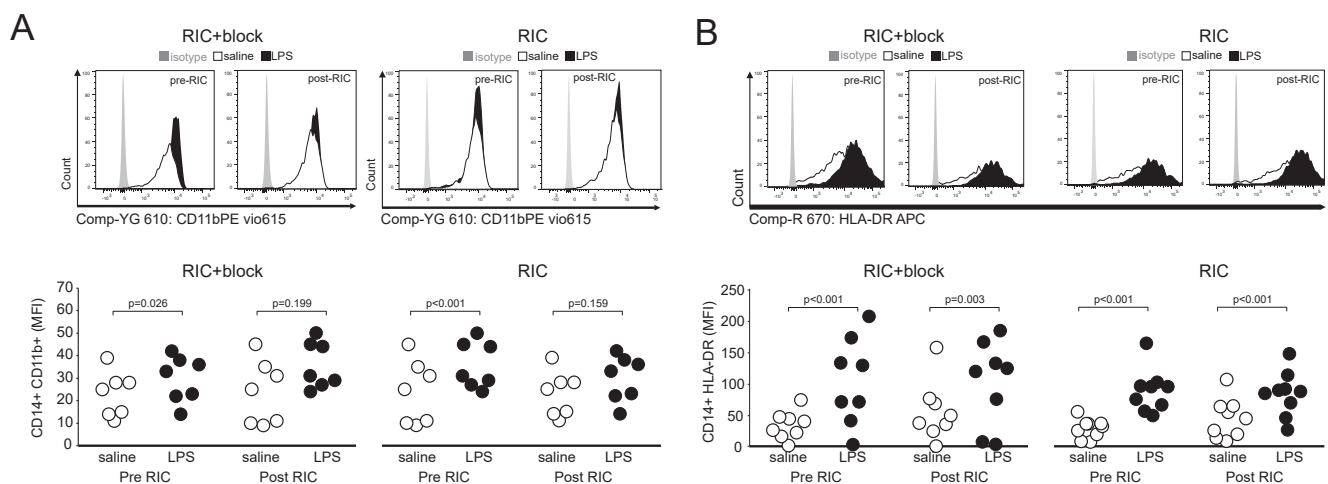 A
RIC+block
RIC
isotype saline LPS
isotype saline LPS
pre-RIC
post-RIC
pre-RIC
post-RIC
Count
Count
Comp-YG 610: CD11bPE vio615
Comp-YG 610: CD11bPE vio615
RIC+block
RIC
CD14+ CD11b+ (MFI)
70
60
50
40
30
20
10
0
p=0.026
p=0.199
p<0.001
p=0.159
saline LPS saline LPS saline LPS saline LPS
Pre RIC Post RIC Pre RIC Post RIC
B
RIC+block
RIC
isotype saline LPS
isotype saline LPS
pre-RIC
post-RIC
pre-RIC
post-RIC
Count
Count
Comp-R 670: HLA-DR APC
RIC+block
RIC
CD14+ HLA-DR (MFI)
250
200
150
100
50
0
p<0.001
p=0.003
p<0.001
p<0.001
saline LPS saline LPS saline LPS saline LPS
Pre RIC Post RIC Pre RIC Post RIC